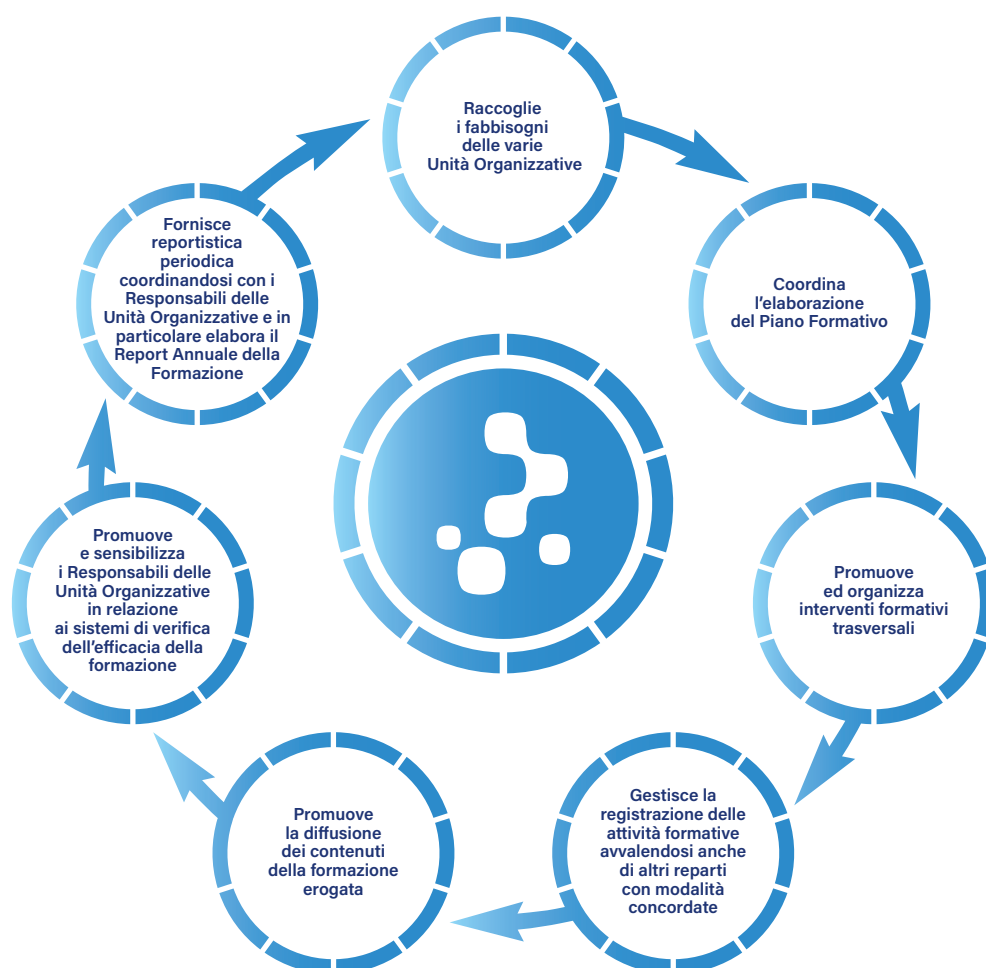 Raccoglie
i fabbisogni
delle varie
Unità Organizzative
Coordina
l'elaborazione
del Piano Formativo
Promuove
ed organizza
interventi formativi
trasversali
Gestisce la
registrazione delle
attività formative
avvalendosi anche
di altri reparti
con modalità
concordate
Promuove
la diffusione
dei contenuti
della formazione
erogata
Promuove
e sensibilizza
i Responsabili delle
Unità Organizzative
in relazione
ai sistemi di verifica
dell'efficacia della
formazione
Fornisce
reportistica
periodica
coordinandosi con i
Responsabili delle
Unità Organizzative e in
particolare elabora il
Report Annuale della
Formazione